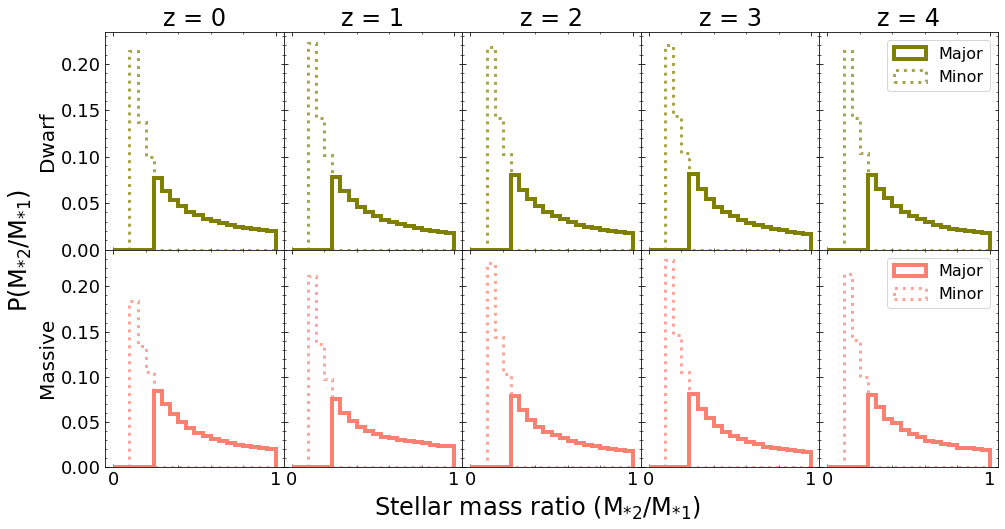 z = 0 z = 1 z = 2 z = 3 z = 4
Major
Minor
0.20
0.15
0.10
0.05
0.00
Dwarf
P(M*2/M*1)
Major
Minor
0.20
0.15
0.10
0.05
0.00
Massive
0 1 0 1 0 1 0 1 0 1
Stellar mass ratio (M*2/M*1)